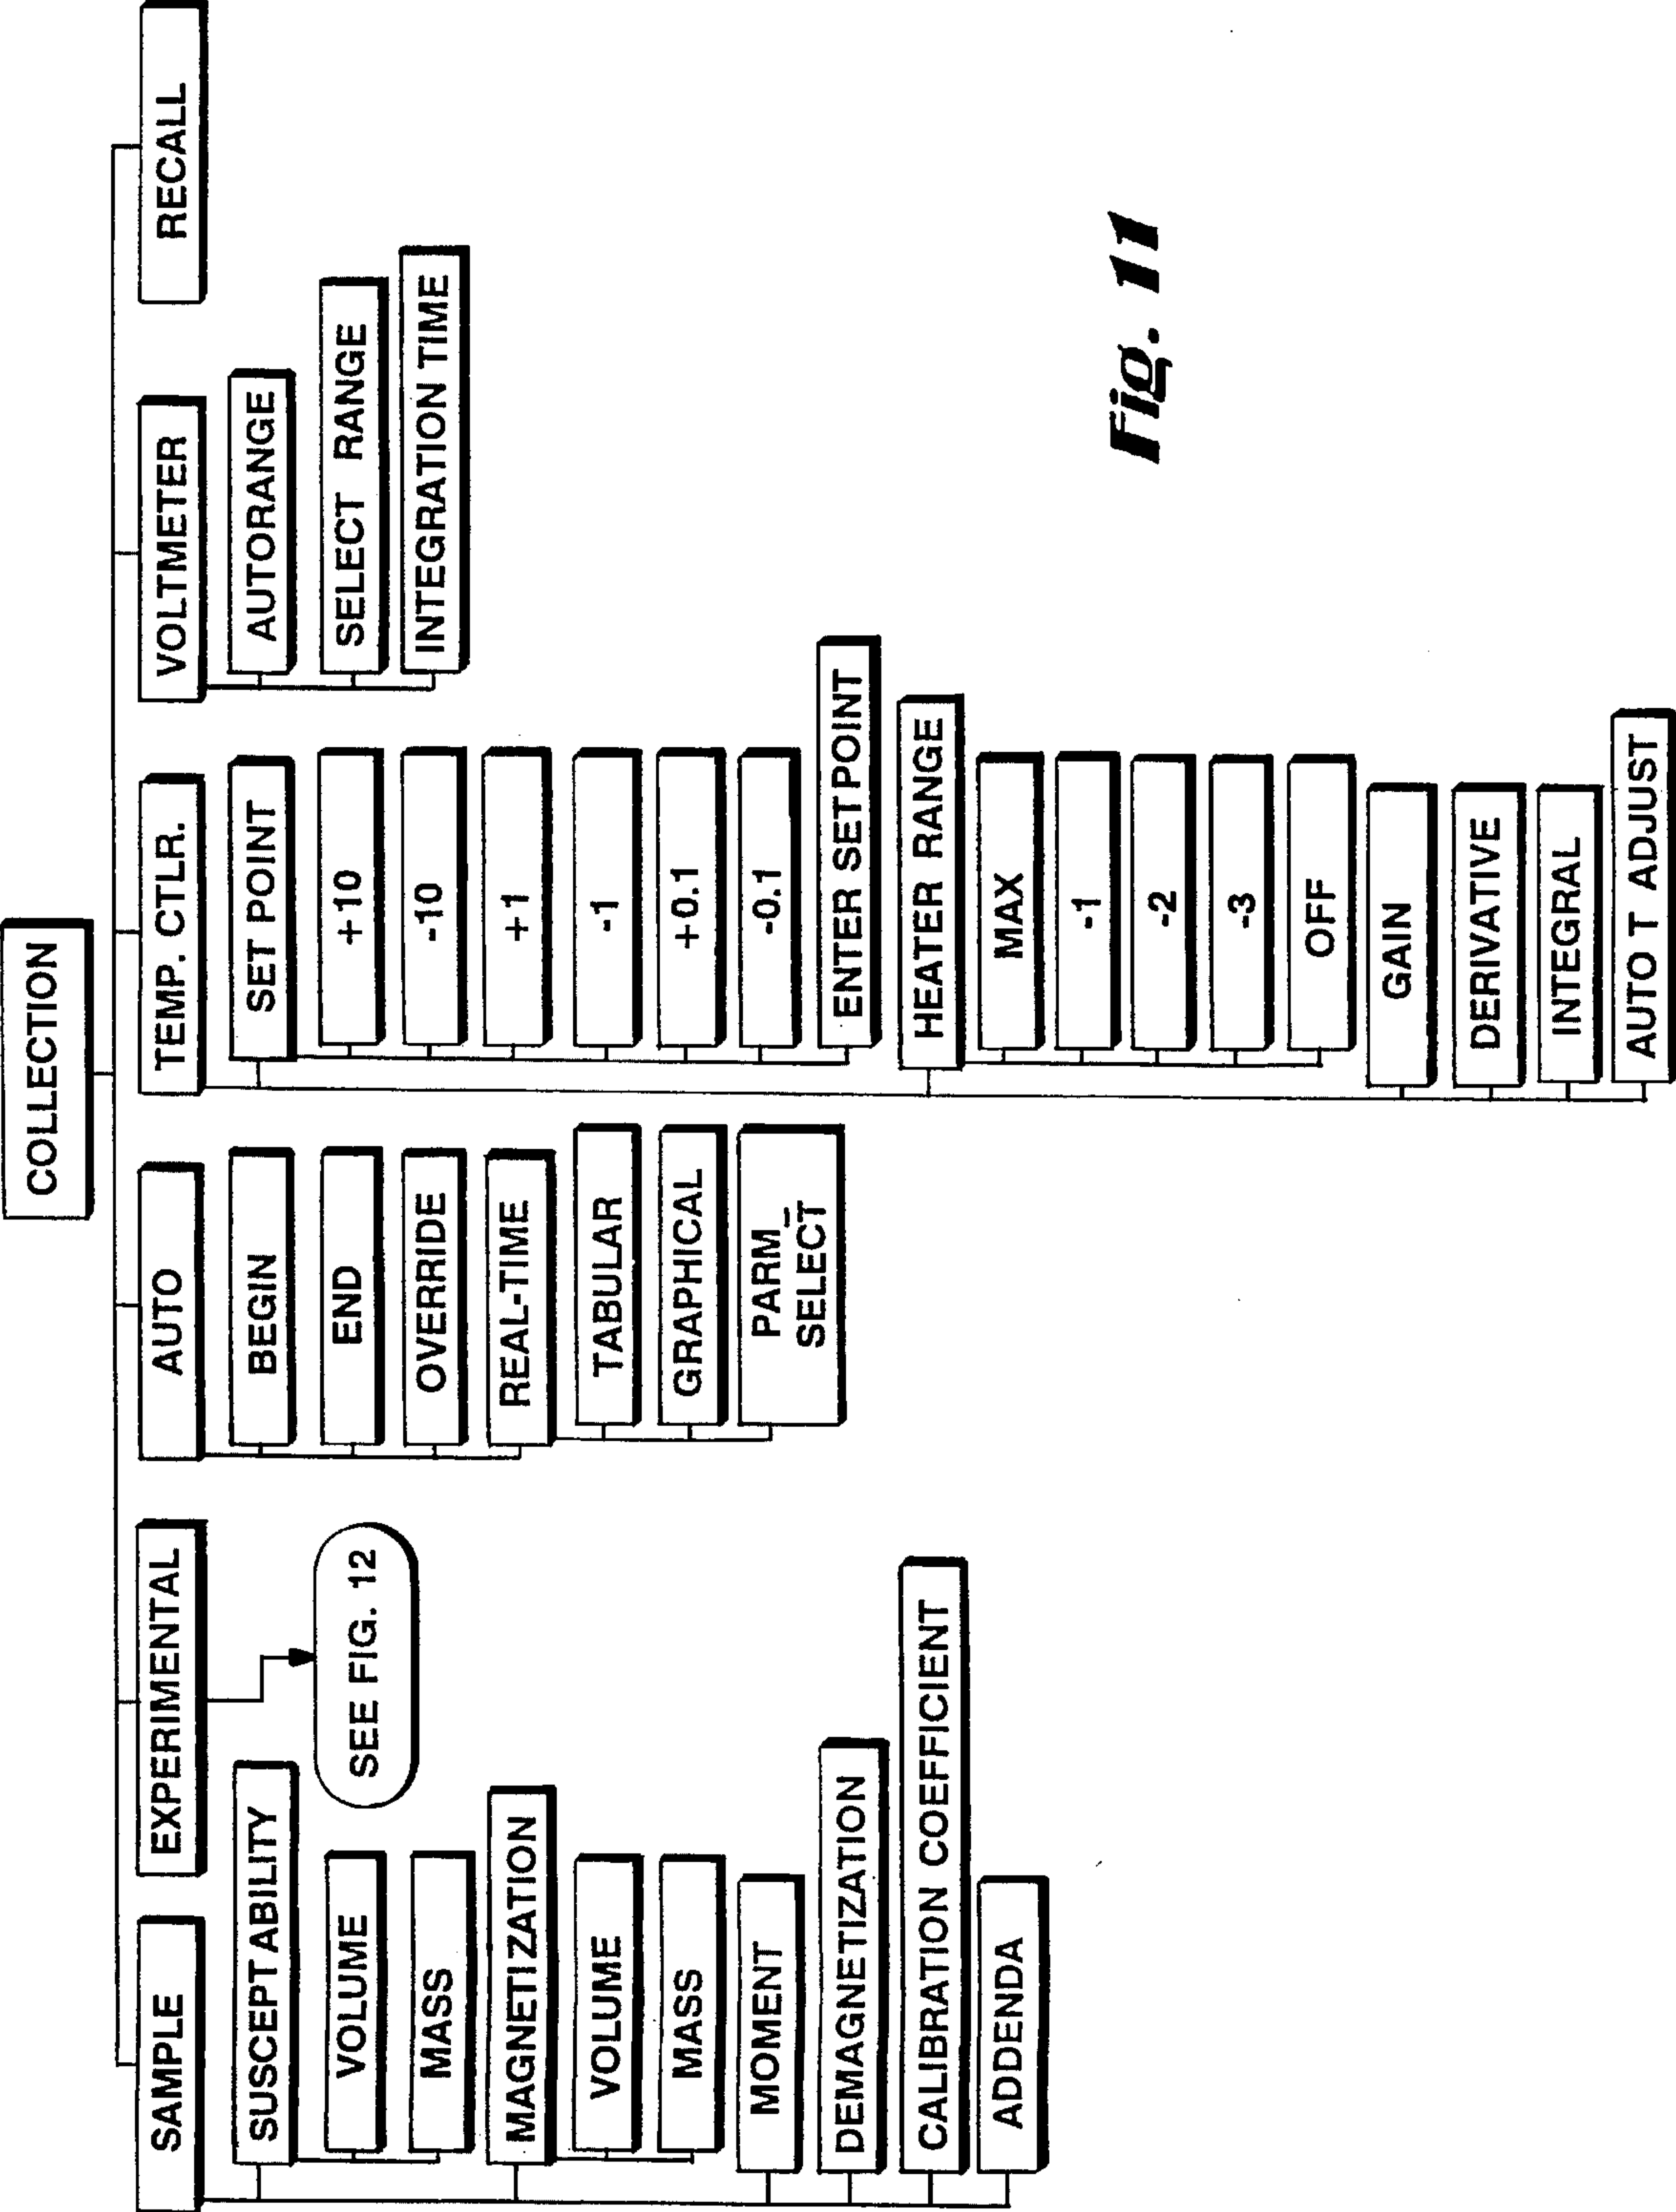 COLLECTION
SAMPLE
SUSCEPTABILITY
VOLUME
MASS
MAGNETIZATION
VOLUME
MASS
MOMENT
DEMAGNETIZATION
CALIBRATION COEFFICIENT
ADDENDA
EXPERIMENTAL
SEE FIG. 12
AUTO
BEGIN
END
OVERRIDE
REAL-TIME
TABULAR
GRAPHICAL
PARM_
SELECT
TEMP. CTLR.
SET POINT
+10
-10
+1
-1
+0.1
-0.1
ENTER SETPOINT
HEATER RANGE
MAX
-1
-2
-3
OFF
GAIN
DERIVATIVE
INTEGRAL
AUTO T ADJUST
VOLTMETER
AUTORANGE
SELECT RANGE
INTEGRATION TIME
RECALL
Fig. 11